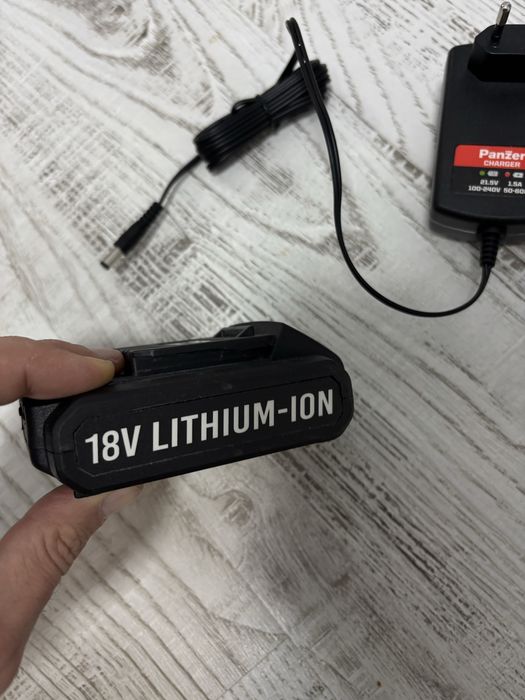 Panzer
CHARGER
21.5V 1.5A
100-240V
18V LITHIUM-ION